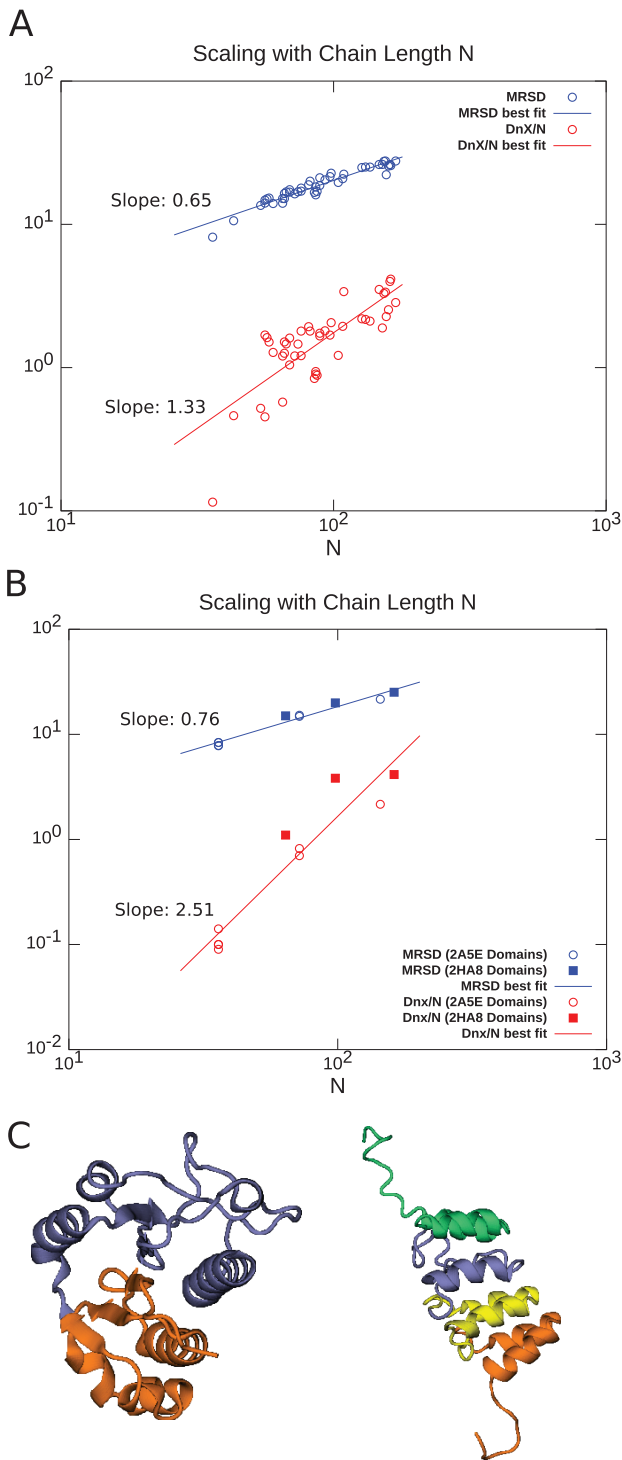 A
Scaling with Chain Length N
10^2
10^1
10^0
10^-1
MRSD
MRSD best fit
DnX/N
DnX/N best fit
Slope: 0.65
Slope: 1.33
10^1
10^2
10^3
N
B
Scaling with Chain Length N
10^2
10^1
10^0
10^-1
10^-2
Slope: 0.76
Slope: 2.51
MRSD (2A5E Domains)
MRSD (2HA8 Domains)
MRSD best fit
Dnx/N (2A5E Domains)
Dnx/N (2HA8 Domains)
Dnx/N best fit
10^1
10^2
10^3
N
C